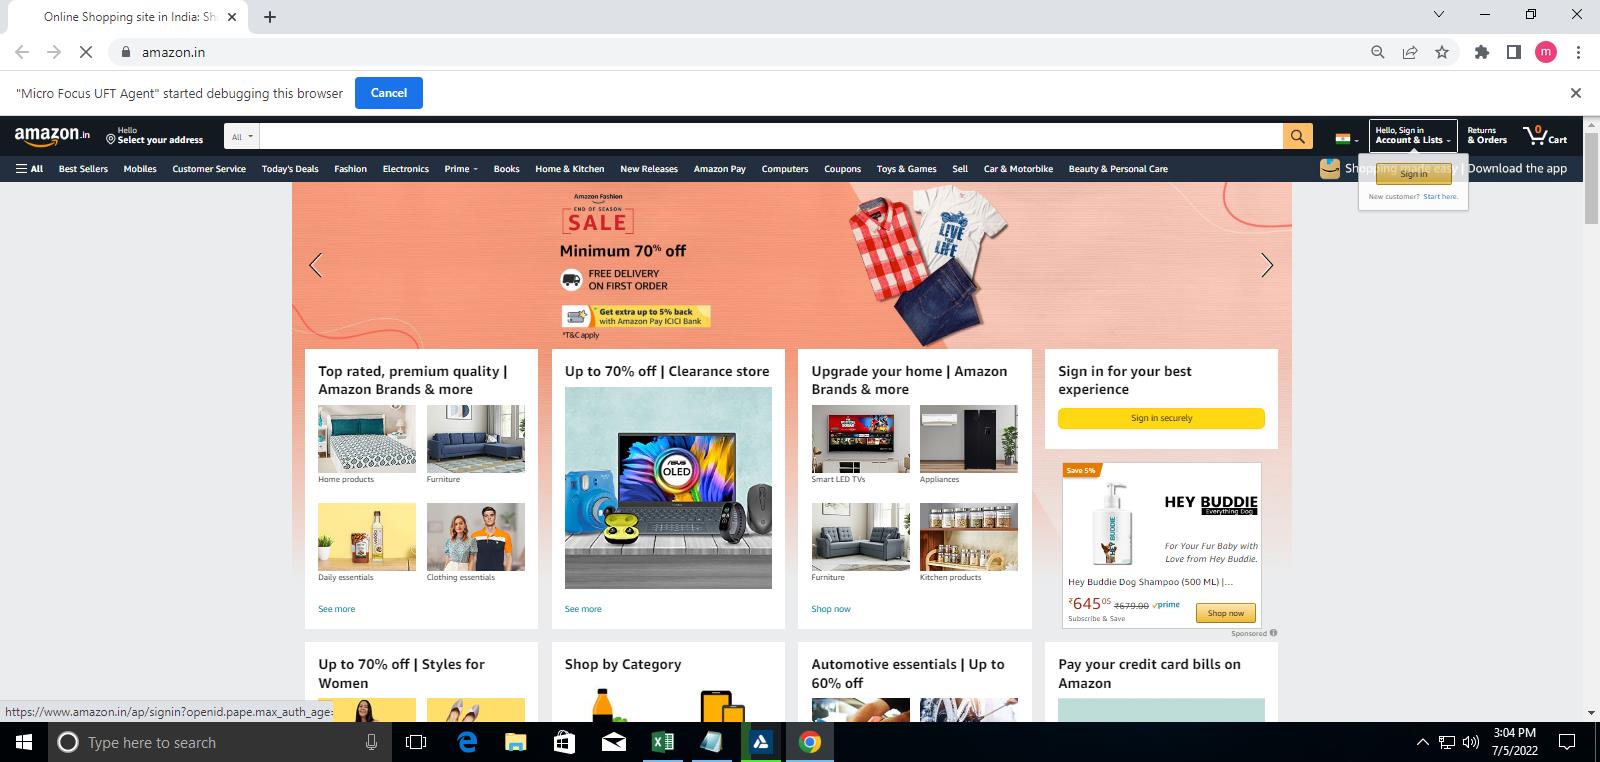 Online Shopping site in India: Sh
amazon.in
"Micro Focus UFT Agent" started debugging this browser
Cancel
amazon.in
Hello
Select your address
All
Hello, Sign in
Account & Lists
Returns
& Orders
0
Cart
All
Best Sellers
Mobiles
Customer Service
Today's Deals
Fashion
Electronics
Prime
Books
Home & Kitchen
New Releases
Amazon Pay
Computers
Coupons
Toys & Games
Sell
Car & Motorbike
Beauty & Personal Care
Shopping made easy | Download the app
Sign in
New customer? Start here.
Amazon Fashion
END OF SEASON
SALE
Minimum 70% off
FREE DELIVERY
ON FIRST ORDER
Get extra up to 5% back
with Amazon Pay ICICI Bank
*T&C apply
LIVE
LIFE
Top rated, premium quality |
Amazon Brands & more
Home products
Furniture
Daily essentials
Clothing essentials
See more
Up to 70% off | Clearance store
ASUS
OLED
See more
Upgrade your home | Amazon
Brands & more
Smart LED TVs
Appliances
Furniture
Kitchen products
Shop now
Sign in for your best
experience
Sign in securely
Save 5%
HEY BUDDIE
HEY BUDDIE
Everything Dog
For Your Fur Baby with
Love from Hey Buddie.
Hey Buddie Dog Shampoo (500 ML) |...
₹645.05 ₹679.00 prime
Subscribe & Save
Shop now
Sponsored
Up to 70% off | Styles for
Women
Shop by Category
Automotive essentials | Up to
60% off
Pay your credit card bills on
Amazon
https://www.amazon.in/ap/signin?openid.pape.max_auth_age=
Type here to search
3:04 PM
7/5/2022
m